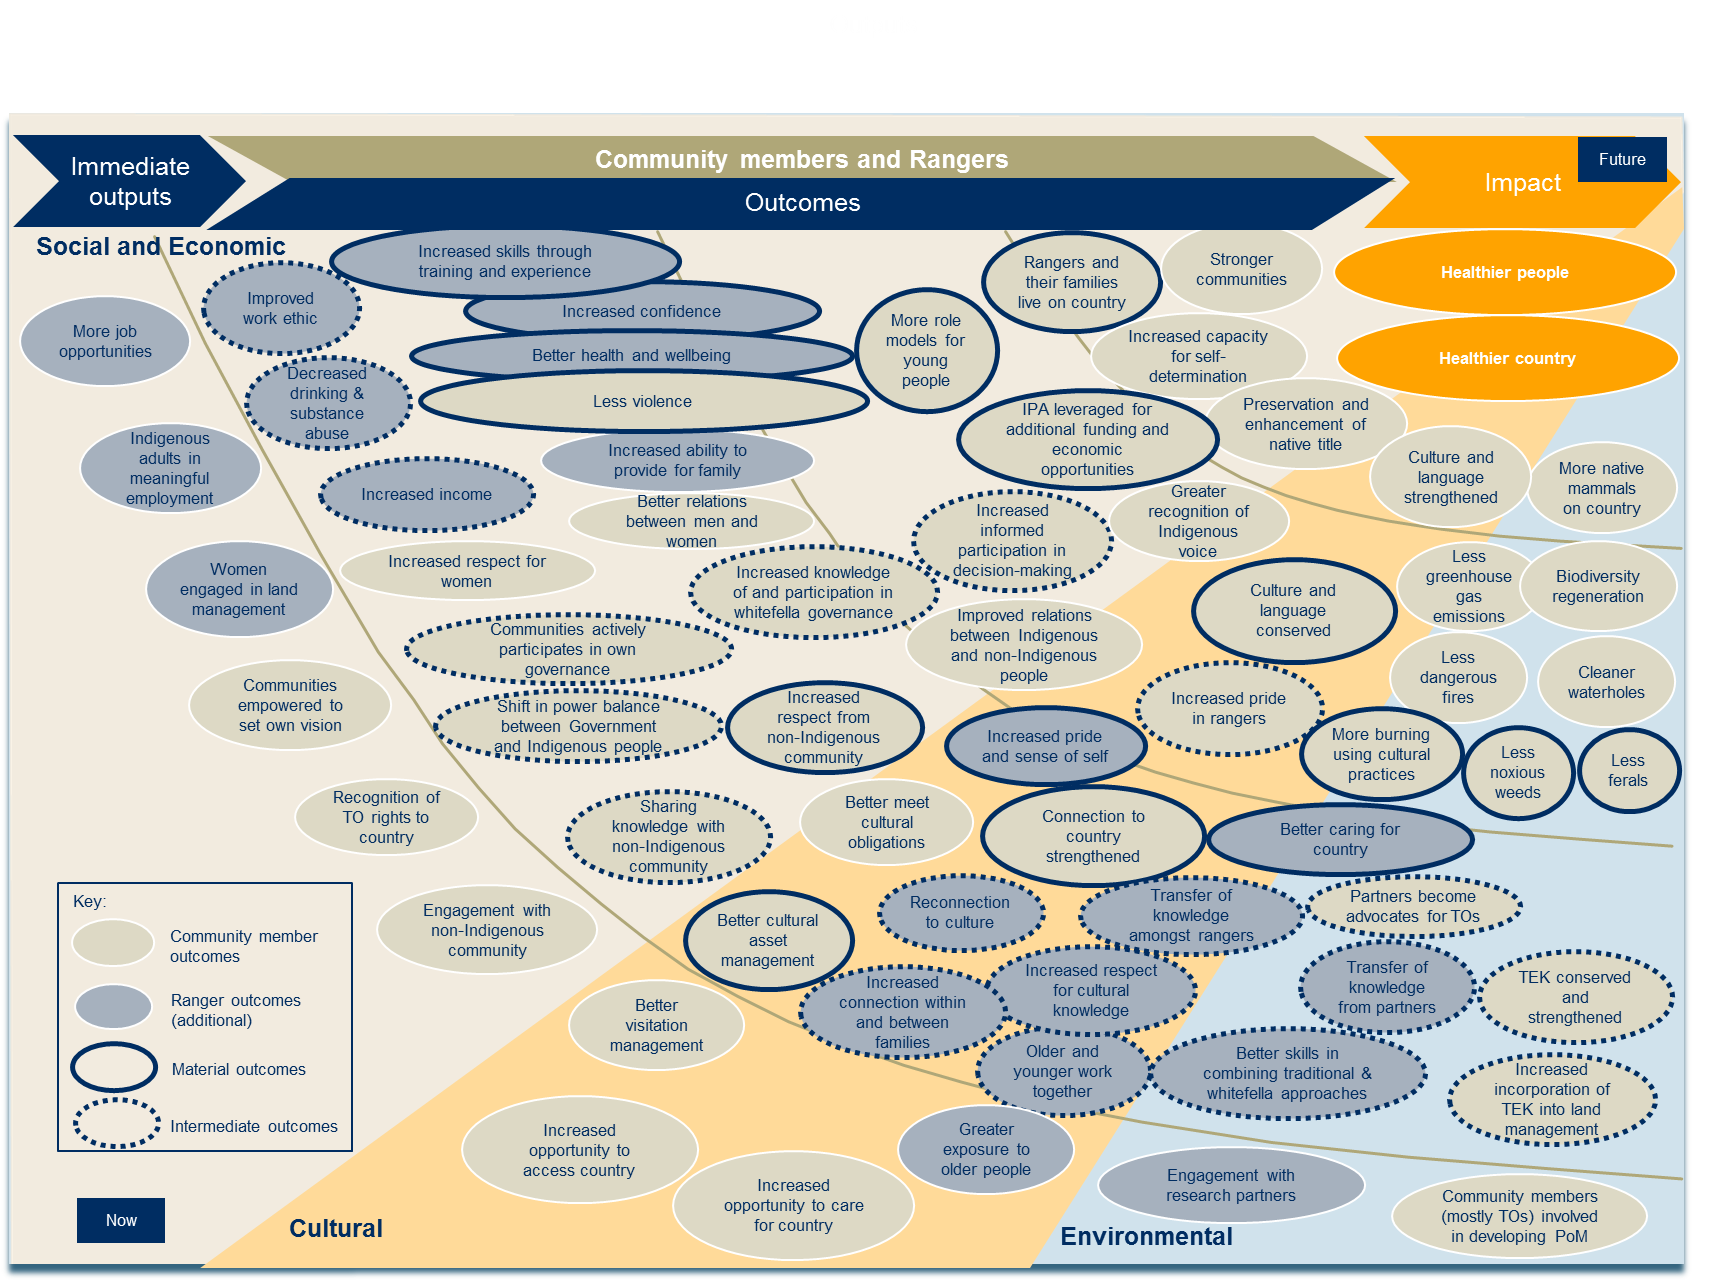 Immediate
outputs
Community members and Rangers
Outcomes
Impact
Future
Social and Economic
Increased skills through
training and experience
Improved
work ethic
More job
opportunities
Increased confidence
Better health and wellbeing
Less violence
Decreased
drinking &
substance
abuse
More role
models for
young
people
Rangers and
their families
live on country
Stronger
communities
Healthier people
Increased capacity
for self-
determination
Healthier country
Indigenous
adults in
meaningful
employment
Increased ability to
provide for family
Increased income
IPA leveraged for
additional funding and
economic
opportunities
Preservation and
enhancement of
native title
Culture and
language
strengthened
More native
mammals
on country
Better relations
between men and
women
Increased
informed
participation in
decision-making
Greater
recognition of
Indigenous
voice
Women
engaged in land
management
Increased respect for
women
Increased knowledge
of and participation in
whitefella governance
Culture and
language
conserved
Less
greenhouse
gas
emissions
Biodiversity
regeneration
Communities actively
participates in own
governance
Improved relations
between Indigenous
and non-Indigenous
people
Less
dangerous
fires
Cleaner
waterholes
Communities
empowered to
set own vision
Shift in power balance
between Government
and Indigenous people
Increased
respect from
non-Indigenous
community
Increased pride
and sense of self
Increased pride
in rangers
More burning
using cultural
practices
Less
noxious
weeds
Less
ferals
Recognition of
TO rights to
country
Sharing
knowledge with
non-Indigenous
community
Better meet
cultural
obligations
Connection to
country
strengthened
Better caring for
country
Engagement with
non-Indigenous
community
Better cultural
asset
management
Reconnection
to culture
Transfer of
knowledge
amongst rangers
Partners become
advocates for TOs
Better
visitation
management
Increased
connection within
and between
families
Increased respect
for cultural
knowledge
Transfer of
knowledge
from partners
TEK conserved
and
strengthened
Older and
younger work
together
Better skills in
combining traditional &
whitefella approaches
Increased
incorporation of
TEK into land
management
Increased
opportunity to
access country
Greater
exposure to
older people
Increased
opportunity to care
for country
Engagement with
research partners
Community members
(mostly TOs) involved
in developing PoM
Key:
Community member
outcomes
Ranger outcomes
(additional)
Material outcomes
Intermediate outcomes
Now
Cultural
Environmental